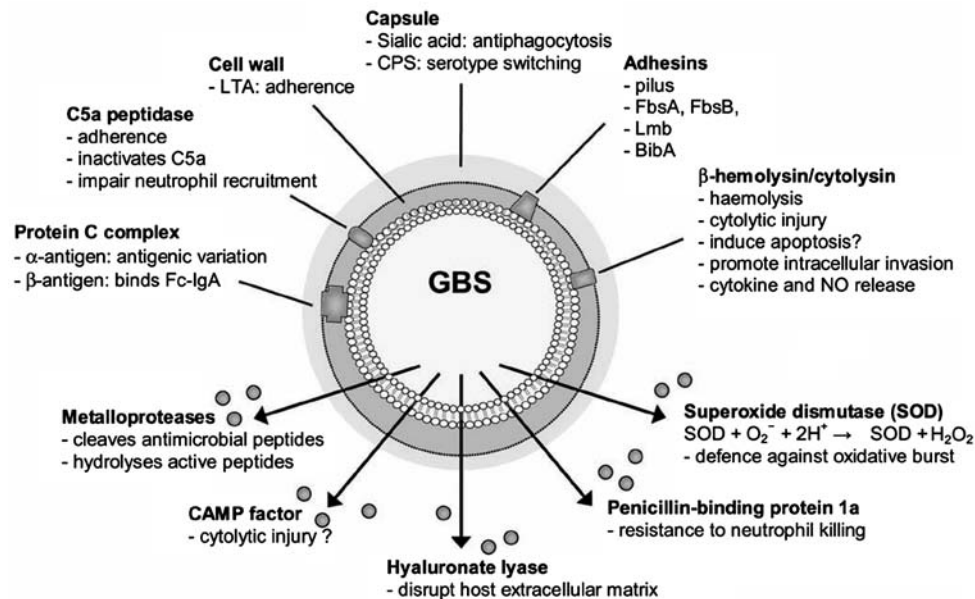 Capsule
- Sialic acid: antiphagocytosis
- CPS: serotype switching
Cell wall
- LTA: adherence
Adhesins
- pilus
- FbsA, FbsB,
- Lmb
- BibA
C5a peptidase
- adherence
- inactivates C5a
- impair neutrophil recruitment
β-hemolysin/cytolysin
- haemolysis
- cytolytic injury
- induce apoptosis?
- promote intracellular invasion
- cytokine and NO release
Protein C complex
- α-antigen: antigenic variation
- β-antigen: binds Fc-IgA
GBS
Metalloproteases
- cleaves antimicrobial peptides
- hydrolyses active peptides
Superoxide dismutase (SOD)
SOD + O₂⁻ + 2H⁺ → SOD + H₂O₂
- defence against oxidative burst
CAMP factor
- cytolytic injury ?
Penicillin-binding protein 1a
- resistance to neutrophil killing
Hyaluronate lyase
- disrupt host extracellular matrix